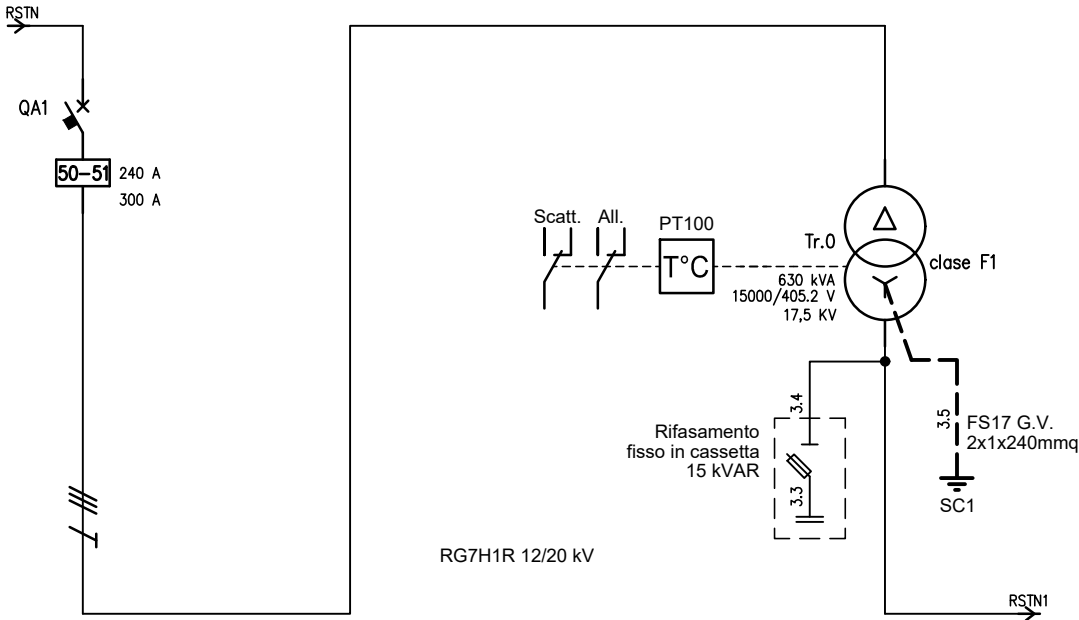 RSTN
QA1
50-51
240 A
300 A
Scatt.
All.
PT100
T°C
Tr.0
clase F1
630 kVA
15000/405.2 V
17,5 KV
3.4
Rifasamento
fisso in cassetta
15 kVAR
3.3
3.5
FS17 G.V.
2x1x240mmq
SC1
RG7H1R 12/20 kV
RSTN1